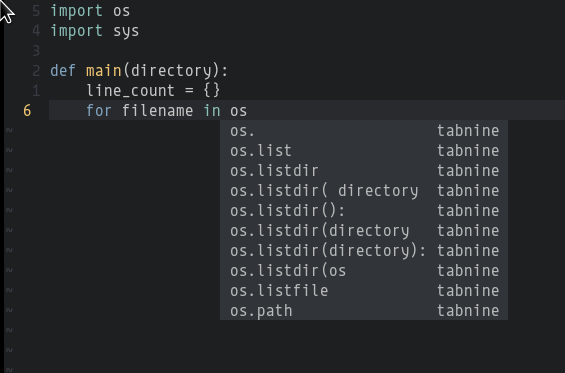 5 import os
4 import sys
3
2 def main(directory):
1     line_count = {}
6     for filename in os
~ os. tabnine
~ os.list tabnine
~ os.listdir tabnine
~ os.listdir( directory tabnine
~ os.listdir(): tabnine
~ os.listdir(directory tabnine
~ os.listdir(directory): tabnine
~ os.listdir(os tabnine
~ os.listfile tabnine
~ os.path tabnine
~
~
~